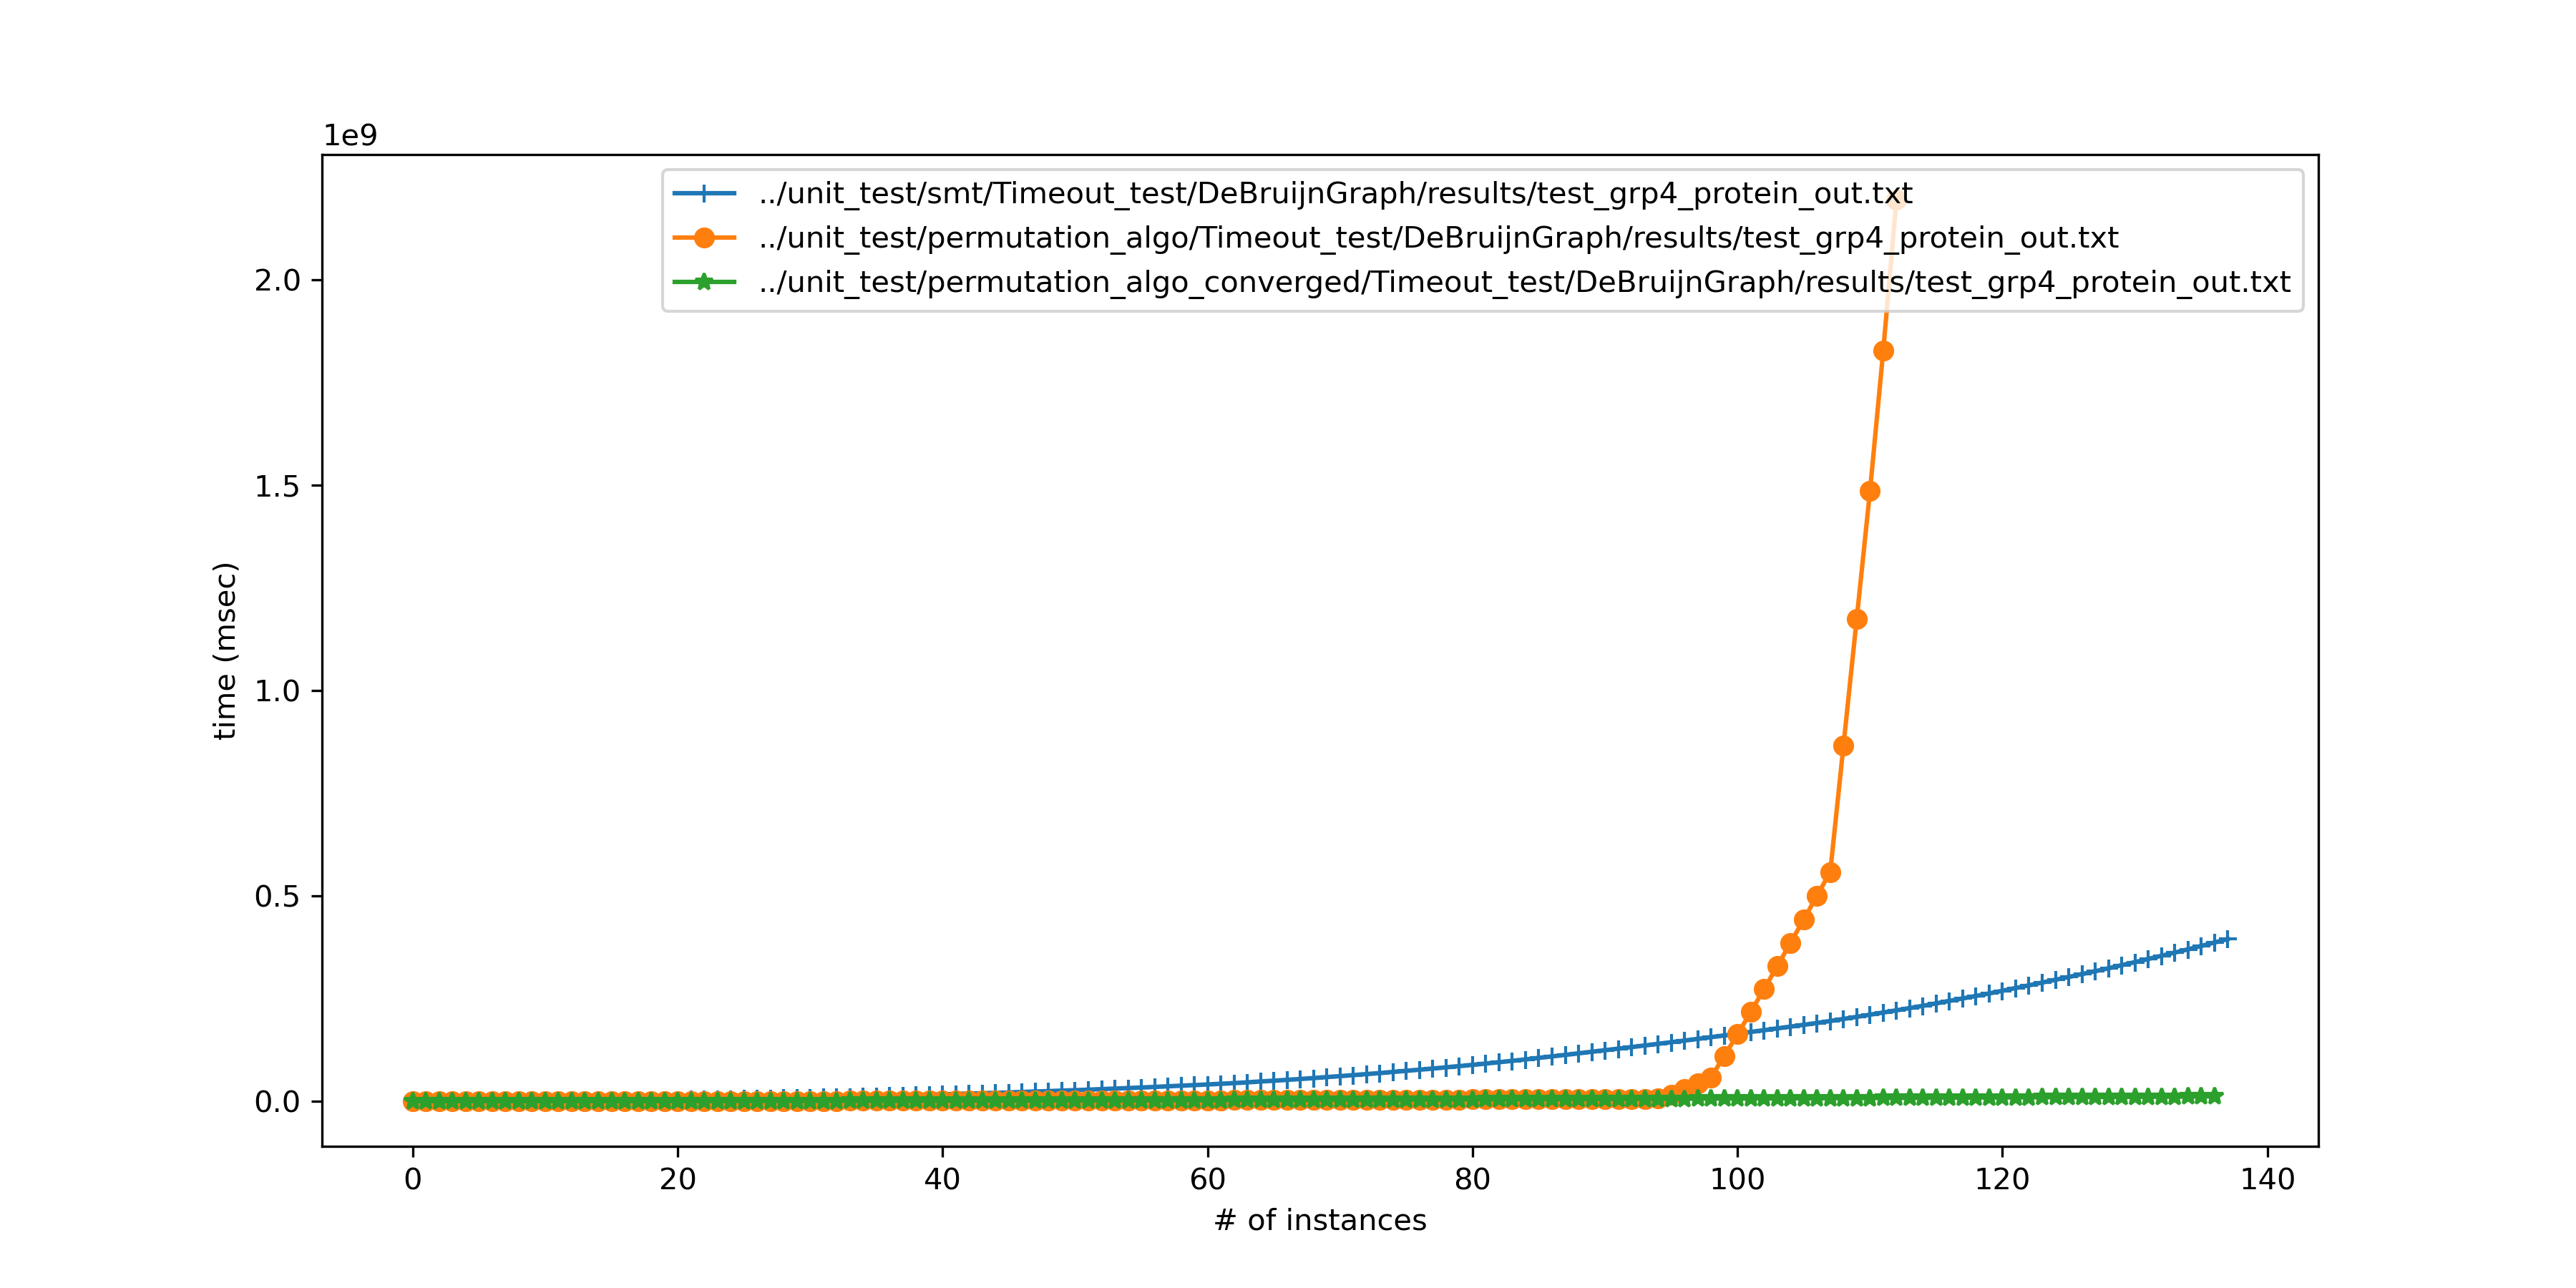 1e9
../unit_test/smt/Timeout_test/DeBruijnGraph/results/test_grp4_protein_out.txt
../unit_test/permutation_algo/Timeout_test/DeBruijnGraph/results/test_grp4_protein_out.txt
../unit_test/permutation_algo_converged/Timeout_test/DeBruijnGraph/results/test_grp4_protein_out.txt
2.0
1.5
1.0
0.5
0.0
time (msec)
0 20 40 60 80 100 120 140
# of instances